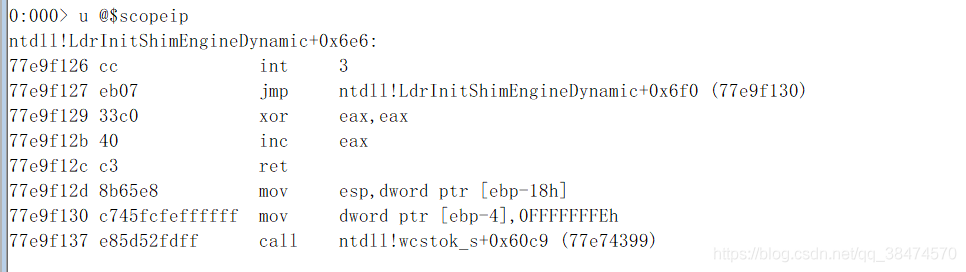 0:000> u @$scopeip
ntdll!LdrInitShimEngineDynamic+0x6e6:
77e9f126 cc int 3
77e9f127 eb07 jmp ntdll!LdrInitShimEngineDynamic+0x6f0 (77e9f130)
77e9f129 33c0 xor eax,eax
77e9f12b 40 inc eax
77e9f12c c3 ret
77e9f12d 8b65e8 mov esp,dword ptr [ebp-18h]
77e9f130 c745fcfeffffff mov dword ptr [ebp-4],0FFFFFFFEh
77e9f137 e85d52fdff call ntdll!wcstok_s+0x60c9 (77e74399)
https://blog.csdn.net/qq_38474570